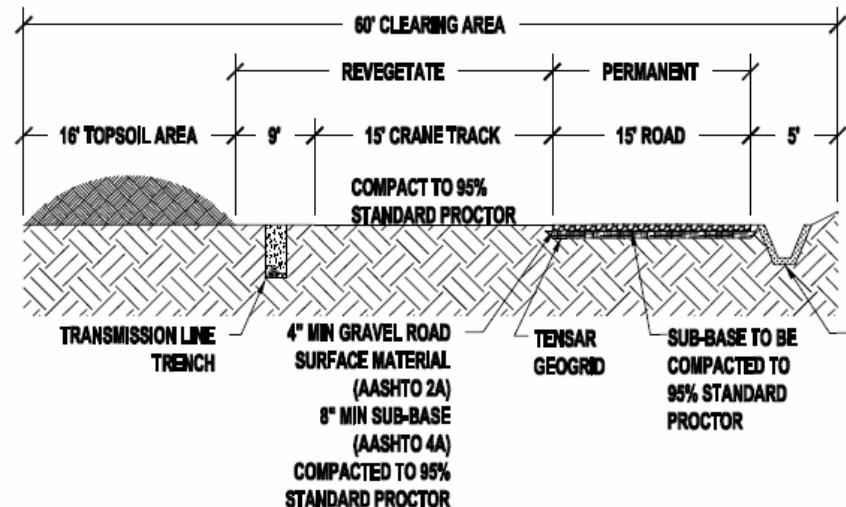 60' CLEARING AREA
REVEGETATE
PERMANENT
16' TOPSOIL AREA
9'
15' CRANE TRACK
15' ROAD
5'
COMPACT TO 95%
STANDARD PROCTOR
TRANSMISSION LINE
TRENCH
4" MIN GRAVEL ROAD
SURFACE MATERIAL
(AASHTO 2A)
8" MIN SUB-BASE
(AASHTO 4A)
COMPACTED TO 95%
STANDARD PROCTOR
TENSAR
GEOGRID
SUB-BASE TO BE
COMPACTED TO
95% STANDARD
PROCTOR